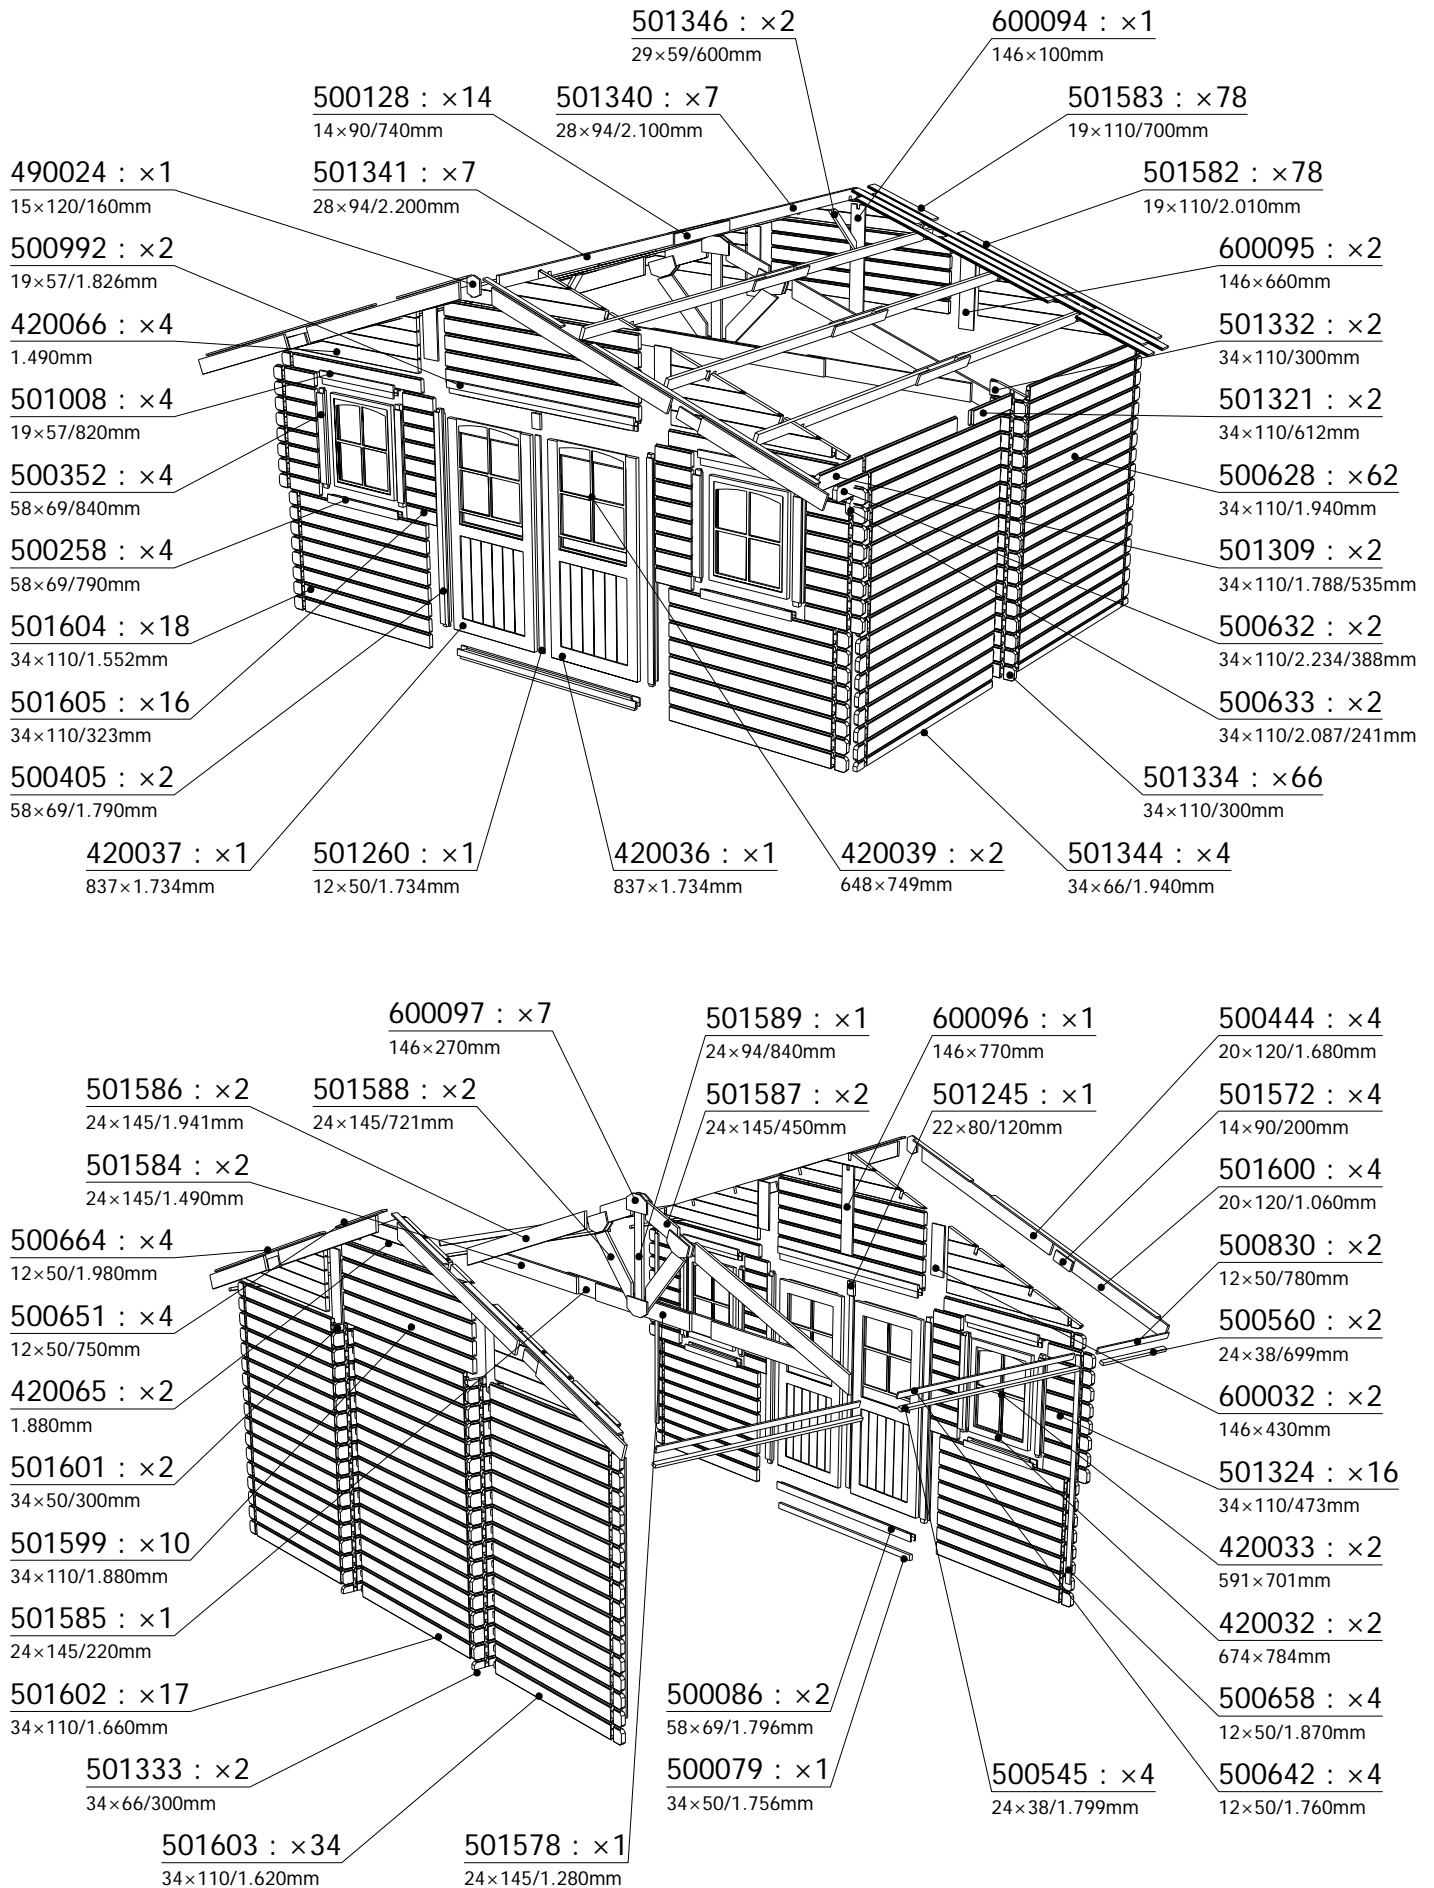 501346 : ×2
29×59/600mm
600094 : ×1
146×100mm
500128 : ×14
14×90/740mm
501340 : ×7
28×94/2.100mm
501583 : ×78
19×110/700mm
490024 : ×1
15×120/160mm
501341 : ×7
28×94/2.200mm
501582 : ×78
19×110/2.010mm
500992 : ×2
19×57/1.826mm
600095 : ×2
146×660mm
420066 : ×4
1.490mm
501332 : ×2
34×110/300mm
501008 : ×4
19×57/820mm
501321 : ×2
34×110/612mm
500352 : ×4
58×69/840mm
500628 : ×62
34×110/1.940mm
500258 : ×4
58×69/790mm
501309 : ×2
34×110/1.788/535mm
501604 : ×18
34×110/1.552mm
500632 : ×2
34×110/2.234/388mm
501605 : ×16
34×110/323mm
500633 : ×2
34×110/2.087/241mm
500405 : ×2
58×69/1.790mm
501334 : ×66
34×110/300mm
420037 : ×1
837×1.734mm
501260 : ×1
12×50/1.734mm
420036 : ×1
837×1.734mm
420039 : ×2
648×749mm
501344 : ×4
34×66/1.940mm
600097 : ×7
146×270mm
501589 : ×1
24×94/840mm
600096 : ×1
146×770mm
500444 : ×4
20×120/1.680mm
501586 : ×2
24×145/1.941mm
501588 : ×2
24×145/721mm
501587 : ×2
24×145/450mm
501245 : ×1
22×80/120mm
501572 : ×4
14×90/200mm
501584 : ×2
24×145/1.490mm
501600 : ×4
20×120/1.060mm
500664 : ×4
12×50/1.980mm
500830 : ×2
12×50/780mm
500651 : ×4
12×50/750mm
500560 : ×2
24×38/699mm
420065 : ×2
1.880mm
600032 : ×2
146×430mm
501601 : ×2
34×50/300mm
501324 : ×16
34×110/473mm
501599 : ×10
34×110/1.880mm
420033 : ×2
591×701mm
501585 : ×1
24×145/220mm
420032 : ×2
674×784mm
501602 : ×17
34×110/1.660mm
500086 : ×2
58×69/1.796mm
500658 : ×4
12×50/1.870mm
501333 : ×2
34×66/300mm
500079 : ×1
34×50/1.756mm
500545 : ×4
24×38/1.799mm
500642 : ×4
12×50/1.760mm
501603 : ×34
34×110/1.620mm
501578 : ×1
24×145/1.280mm